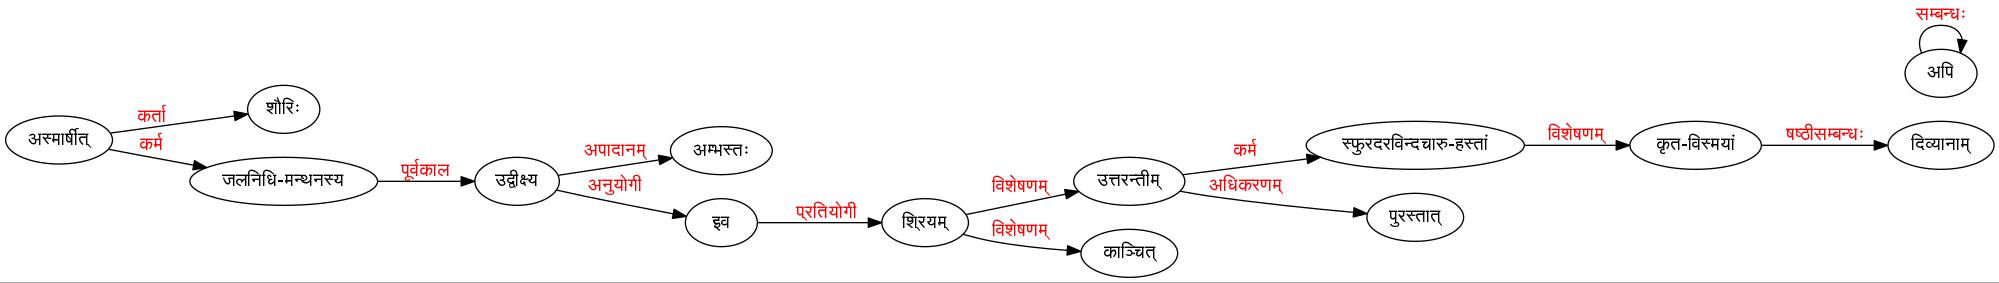 सम्बन्धः
अपि
अस्मार्षीत्
कर्ता
शौरिः
कर्म
जलनिधि-मन्थनस्य
पूर्वकाल
उद्वीक्ष्य
अपादानम्
अम्भस्तः
अनुयोगी
इव
प्रतियोगी
श्रियम्
विशेषणम्
उत्तरन्तीम्
विशेषणम्
काञ्चित्
कर्म
स्फुरदरविन्दचारु-हस्तां
अधिकरणम्
पुरस्तात्
विशेषणम्
कृत-विस्मयां
षष्ठीसम्बन्धः
दिव्यानाम्